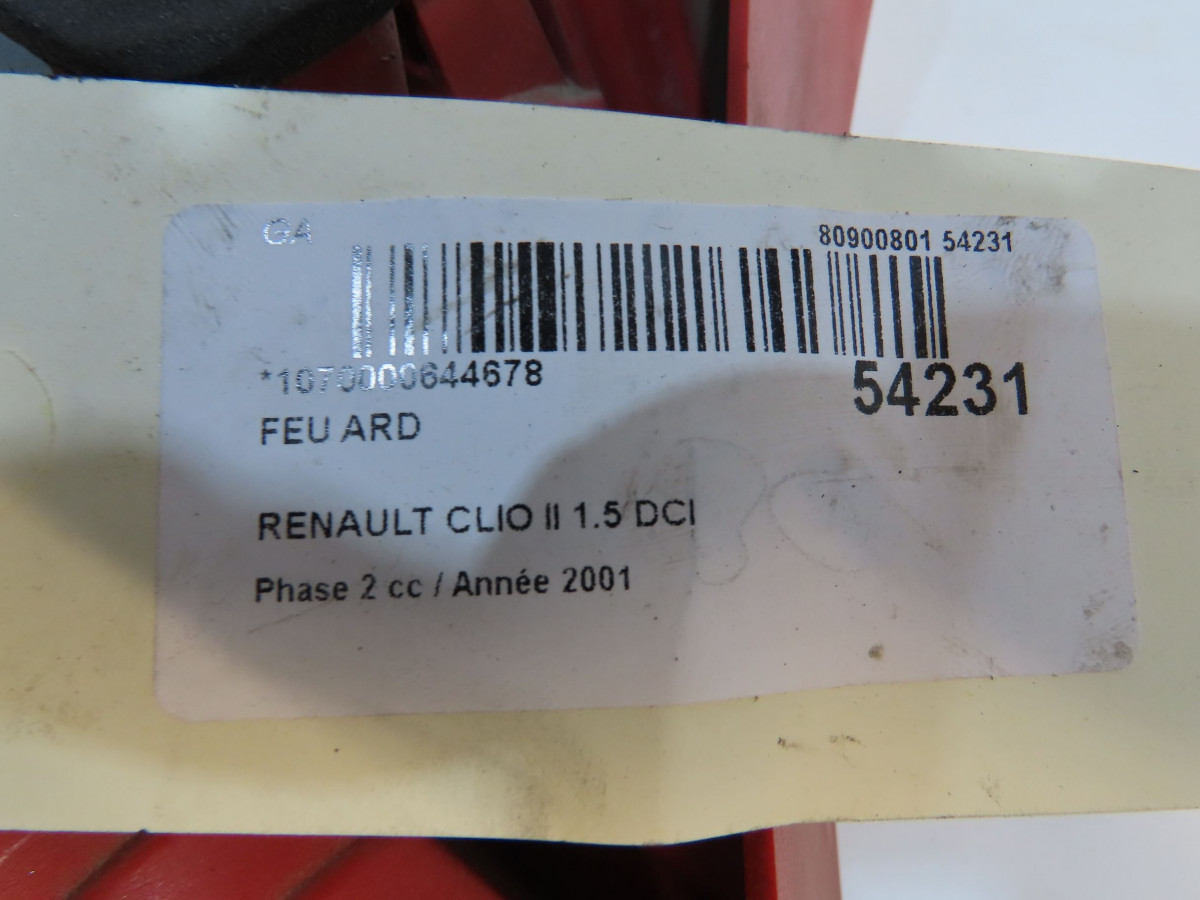 GA
80900801 54231
*1070000644678
54231
FEU ARD
RENAULT CLIO II 1.5 DCI
Phase 2 cc / Année 2001